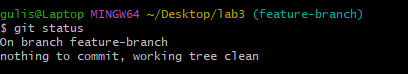 gulis@Laptop MINGW64 ~/Desktop/lab3 (feature-branch)
$ git status
On branch feature-branch
nothing to commit, working tree clean